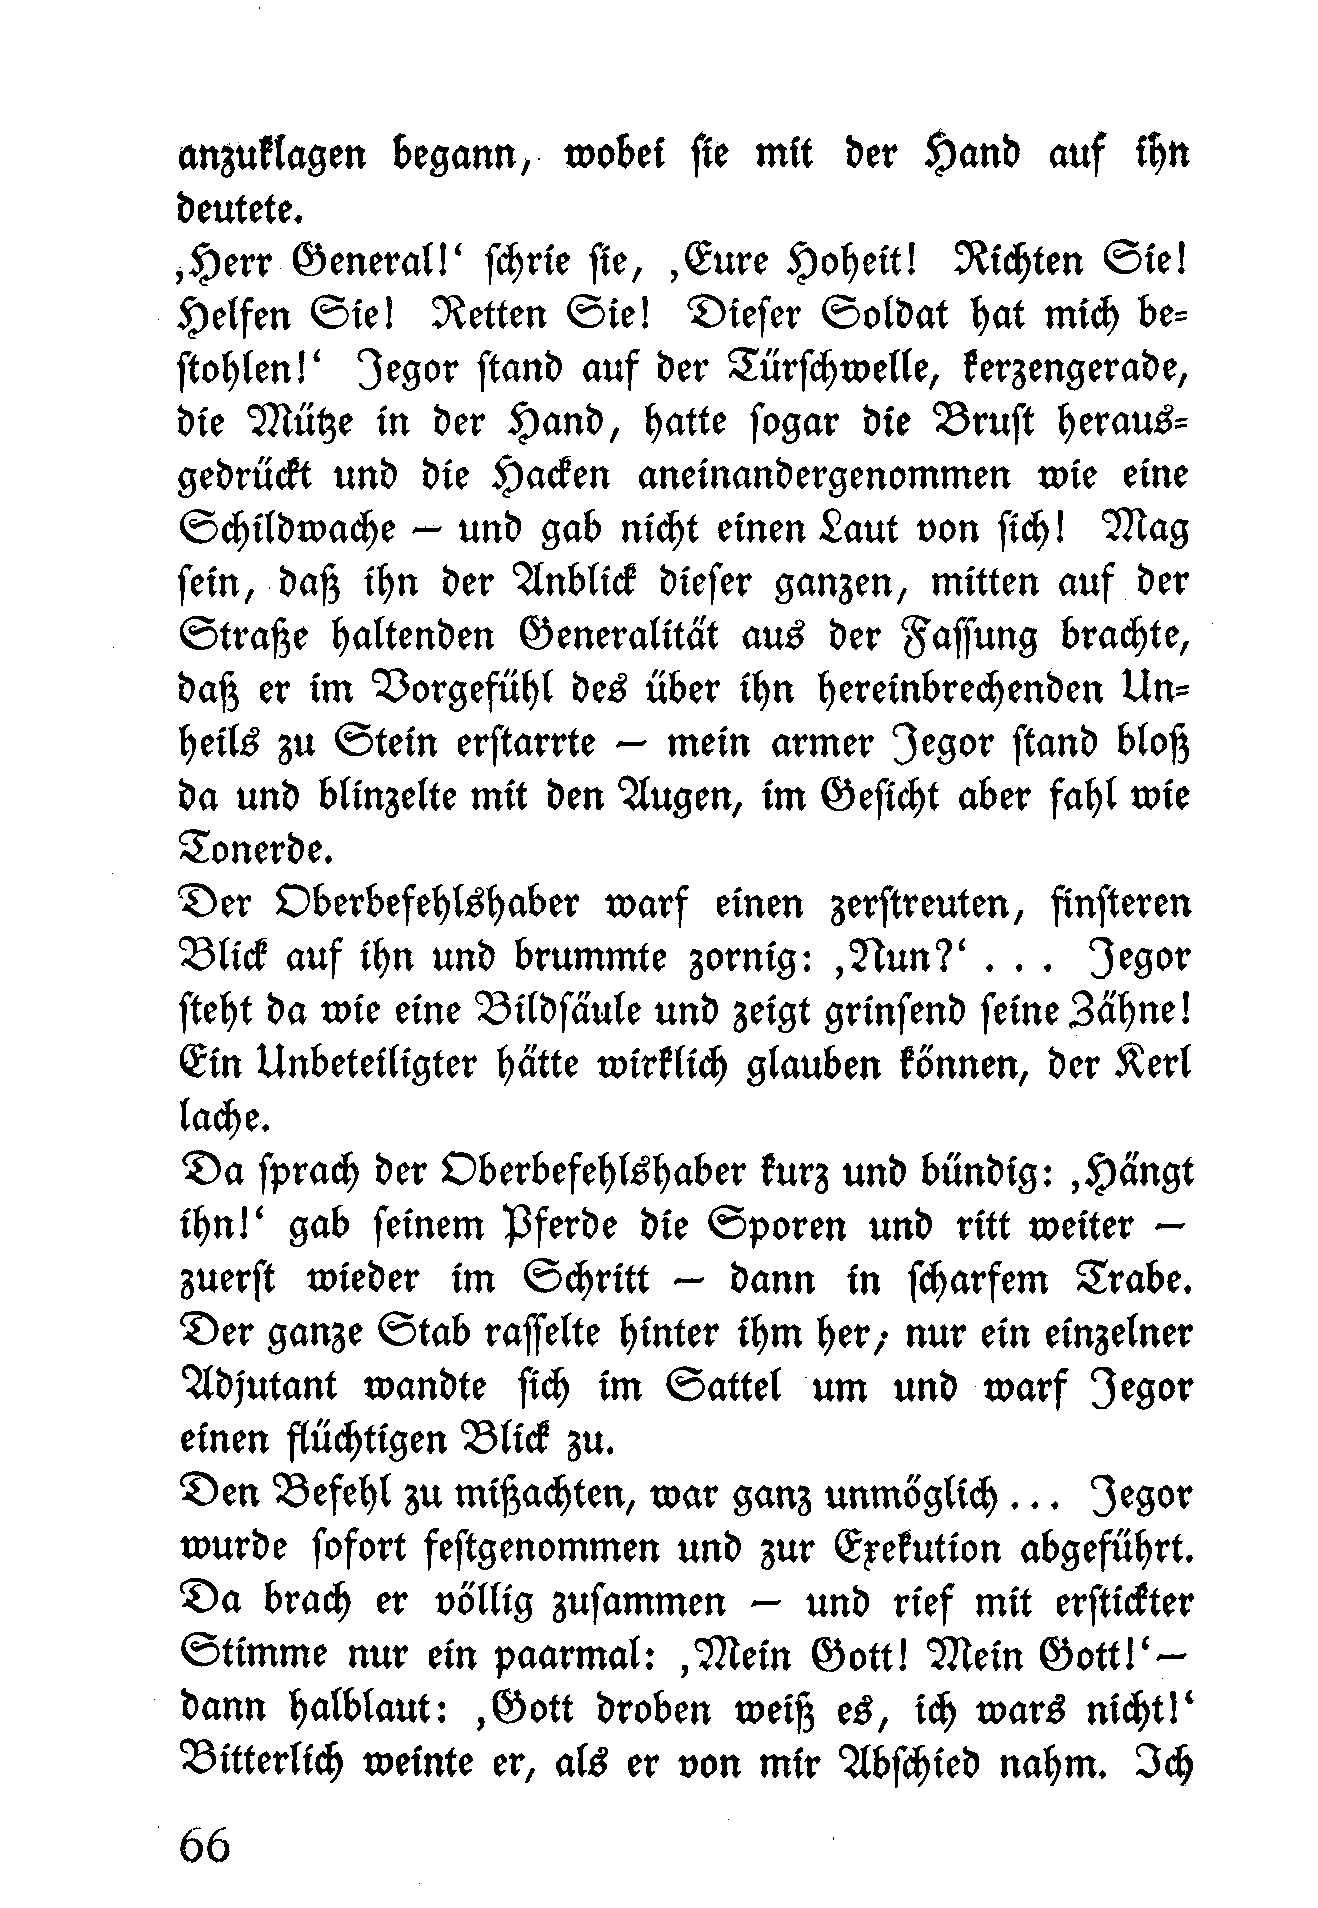 anzuklagen begann, wobei sie mit der Hand auf ihn
deutete.
‚Herr General!‘ schrie sie, ‚Eure Hoheit! Richten Sie!
Helfen Sie! Retten Sie! Dieser Soldat hat mich be-
stohlen!‘ Jegor stand auf der Türschwelle, kerzengerade,
die Mütze in der Hand, hatte sogar die Brust heraus-
gedrückt und die Hacken aneinandergenommen wie eine
Schildwache – und gab nicht einen Laut von sich! Mag
sein, daß ihn der Anblick dieser ganzen, mitten auf der
Straße haltenden Generalität aus der Fassung brachte,
daß er im Vorgefühl des über ihn hereinbrechenden Un-
heils zu Stein erstarrte – mein armer Jegor stand bloß
da und blinzelte mit den Augen, im Gesicht aber fahl wie
Tonerde.
Der Oberbefehlshaber warf einen zerstreuten, finsteren
Blick auf ihn und brummte zornig: ‚Nun?‘ . . . Jegor
steht da wie eine Bildsäule und zeigt grinsend seine Zähne!
Ein Unbeteiligter hätte wirklich glauben können, der Kerl
lache.
Da sprach der Oberbefehlshaber kurz und bündig: ‚Hängt
ihn!‘ gab seinem Pferde die Sporen und ritt weiter –
zuerst wieder im Schritt – dann in scharfem Trabe.
Der ganze Stab rasselte hinter ihm her; nur ein einzelner
Adjutant wandte sich im Sattel um und warf Jegor
einen flüchtigen Blick zu.
Den Befehl zu mißachten, war ganz unmöglich . . . Jegor
wurde sofort festgenommen und zur Exekution abgeführt.
Da brach er völlig zusammen – und rief mit erstickter
Stimme nur ein paarmal: ‚Mein Gott! Mein Gott!‘ –
dann halblaut: ‚Gott droben weiß es, ich wars nicht!‘
Bitterlich weinte er, als er von mir Abschied nahm. Ich
66